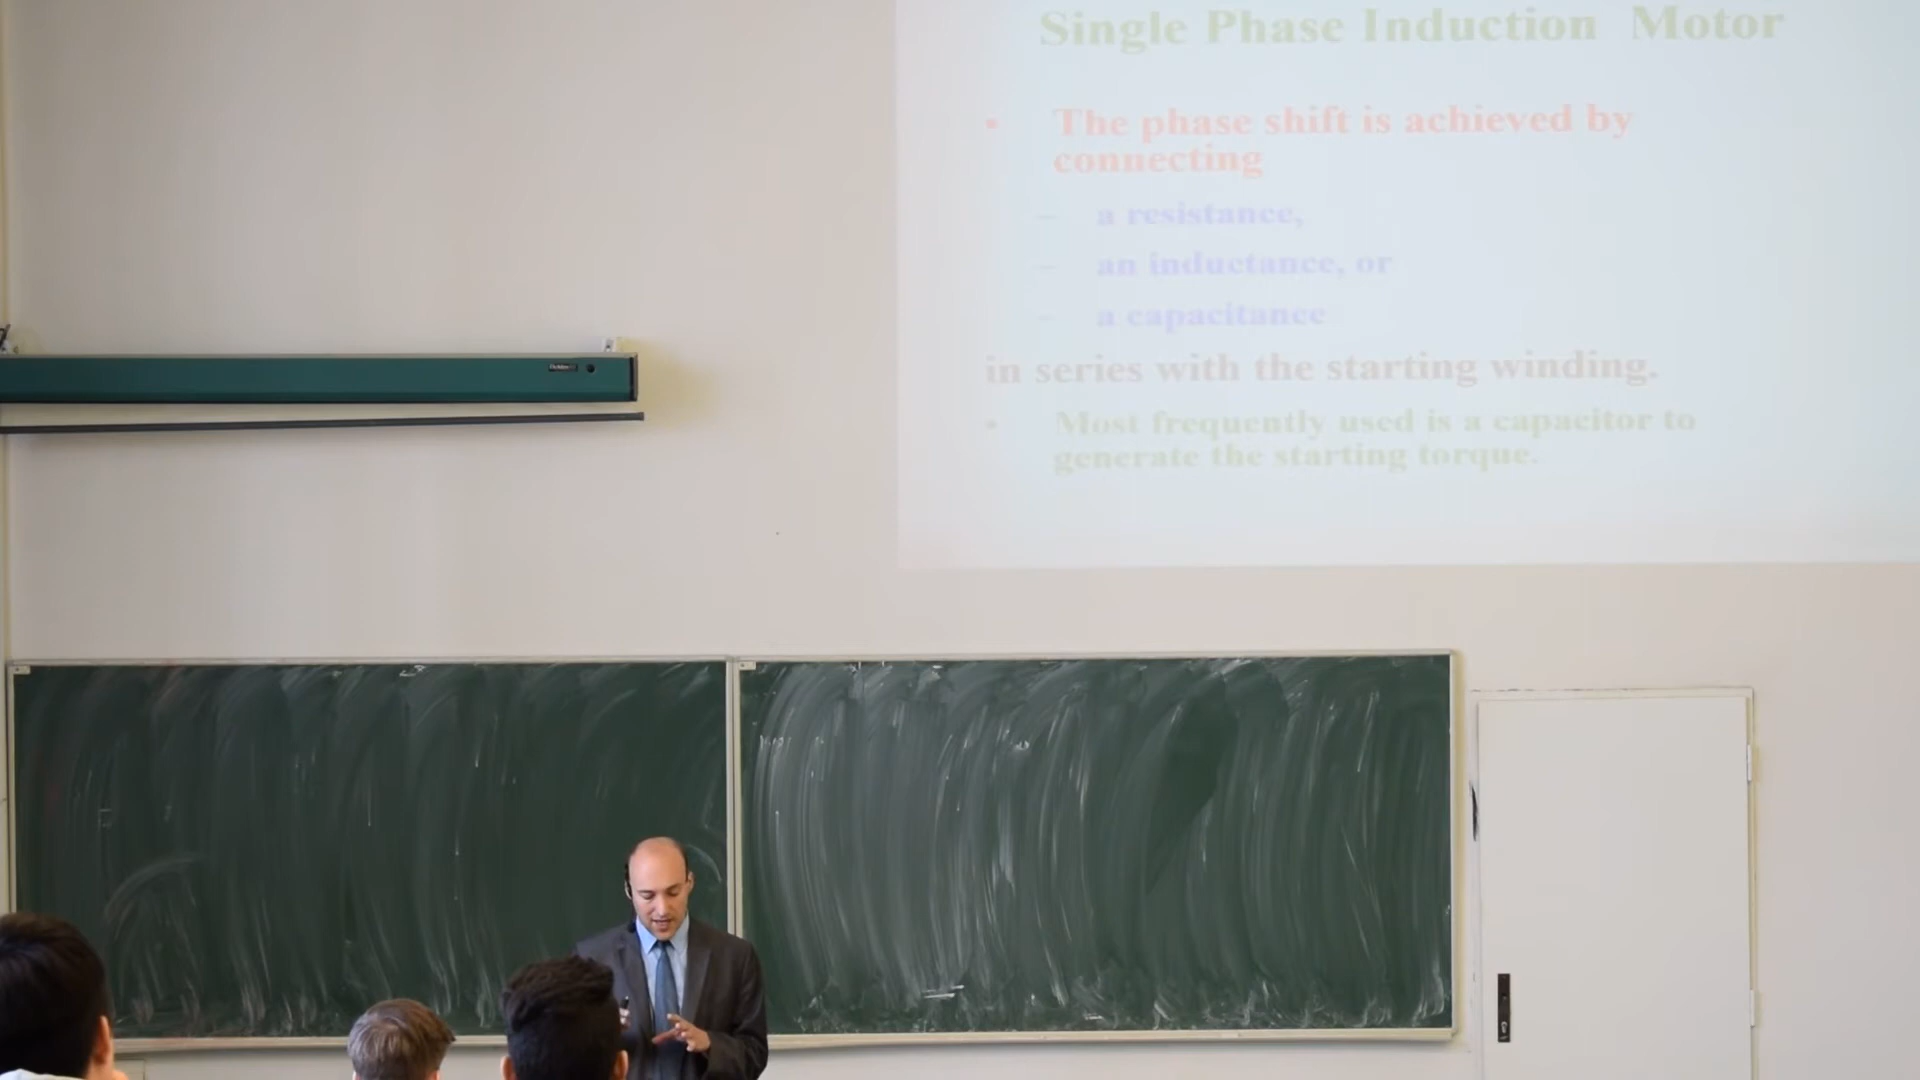 Single Phase Induction Motor
• The phase shift is achieved by
connecting
– a resistance,
– an inductance, or
– a capacitance
in series with the starting winding.
• Most frequently used is a capacitor to
generate the starting torque.